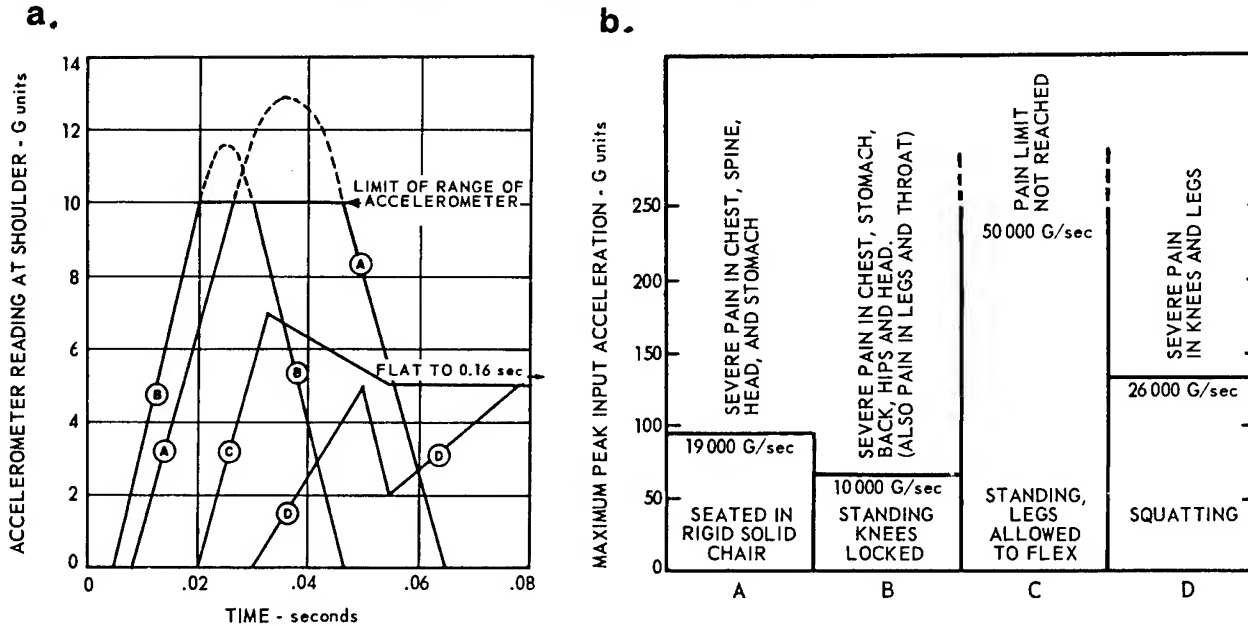 a.
ACCELEROMETER READING AT SHOULDER - G units
14
12
10
8
6
4
2
0
LIMIT OF RANGE OF
ACCELEROMETER
A
B
B
FLAT TO 0.16 sec
A
C
D
D
0
.02
.04
.06
.08
TIME - seconds
b.
MAXIMUM PEAK INPUT ACCELERATION - G units
250
200
150
100
50
0
SEVERE PAIN IN CHEST, SPINE,
HEAD, AND STOMACH
19 000 G/sec
SEATED IN
RIGID SOLID
CHAIR
A
SEVERE PAIN IN CHEST, STOMACH,
BACK, HIPS AND HEAD.
(ALSO PAIN IN LEGS AND THROAT)
10 000 G/sec
STANDING
KNEES
LOCKED
B
PAIN LIMIT
NOT REACHED
50 000 G/sec
STANDING,
LEGS
ALLOWED
TO FLEX
C
SEVERE PAIN
IN KNEES AND LEGS
26 000 G/sec
SQUATTING
D